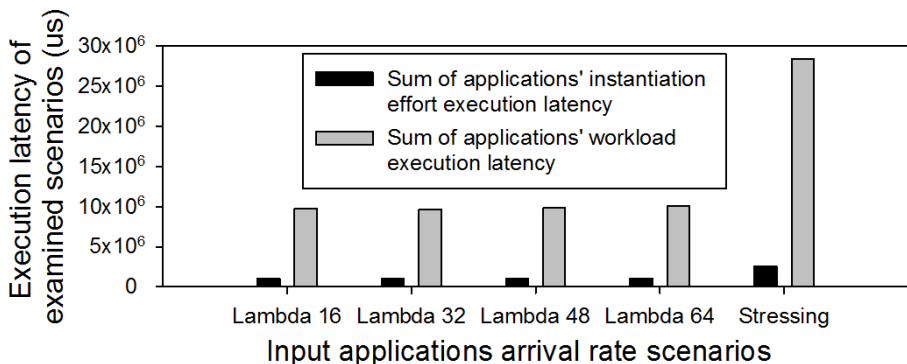 Execution latency of
examined scenarios (us)
30x10⁶
25x10⁶
20x10⁶
15x10⁶
10x10⁶
5x10⁶
0
Sum of applications' instantiation
effort execution latency
Sum of applications' workload
execution latency
Lambda 16 Lambda 32 Lambda 48 Lambda 64 Stressing
Input applications arrival rate scenarios